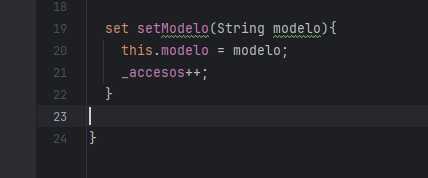 18
19 set setModelo(String modelo){
20 this.modelo = modelo;
21 _accesos++;
22 }
23
24 }